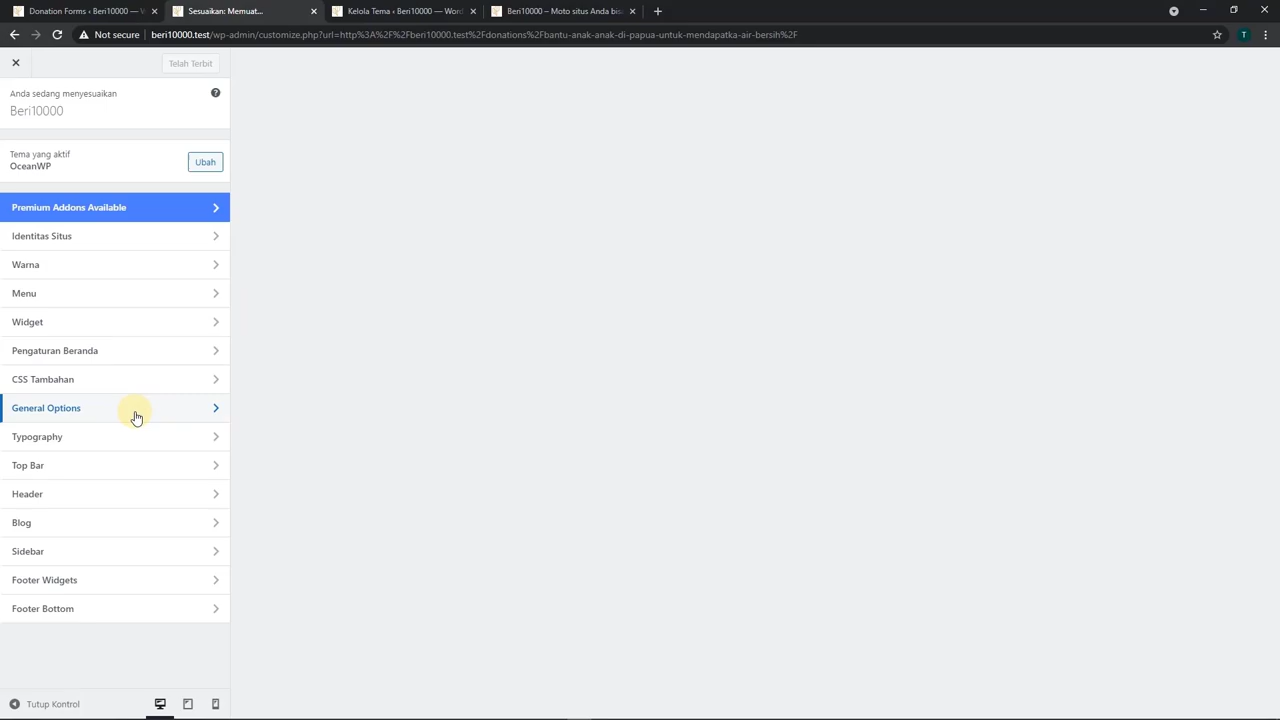 Donation Forms ‹ Beri10000 — W
Sesuaikan: Memuat...
Kelola Tema ‹ Beri10000 — Word
Beri10000 – Moto situs Anda bis
Not secure
beri10000.test/wp-admin/customize.php?url=http%3A%2F%2Fberi10000.test%2Fdonations%2Fbantu-anak-anak-di-papua-untuk-mendapatka-air-bersih%2F
T
Telah Terbit
Anda sedang menyesuaikan
Beri10000
Tema yang aktif
OceanWP
Ubah
Premium Addons Available
Identitas Situs
Warna
Menu
Widget
Pengaturan Beranda
CSS Tambahan
General Options
Typography
Top Bar
Header
Blog
Sidebar
Footer Widgets
Footer Bottom
Tutup Kontrol